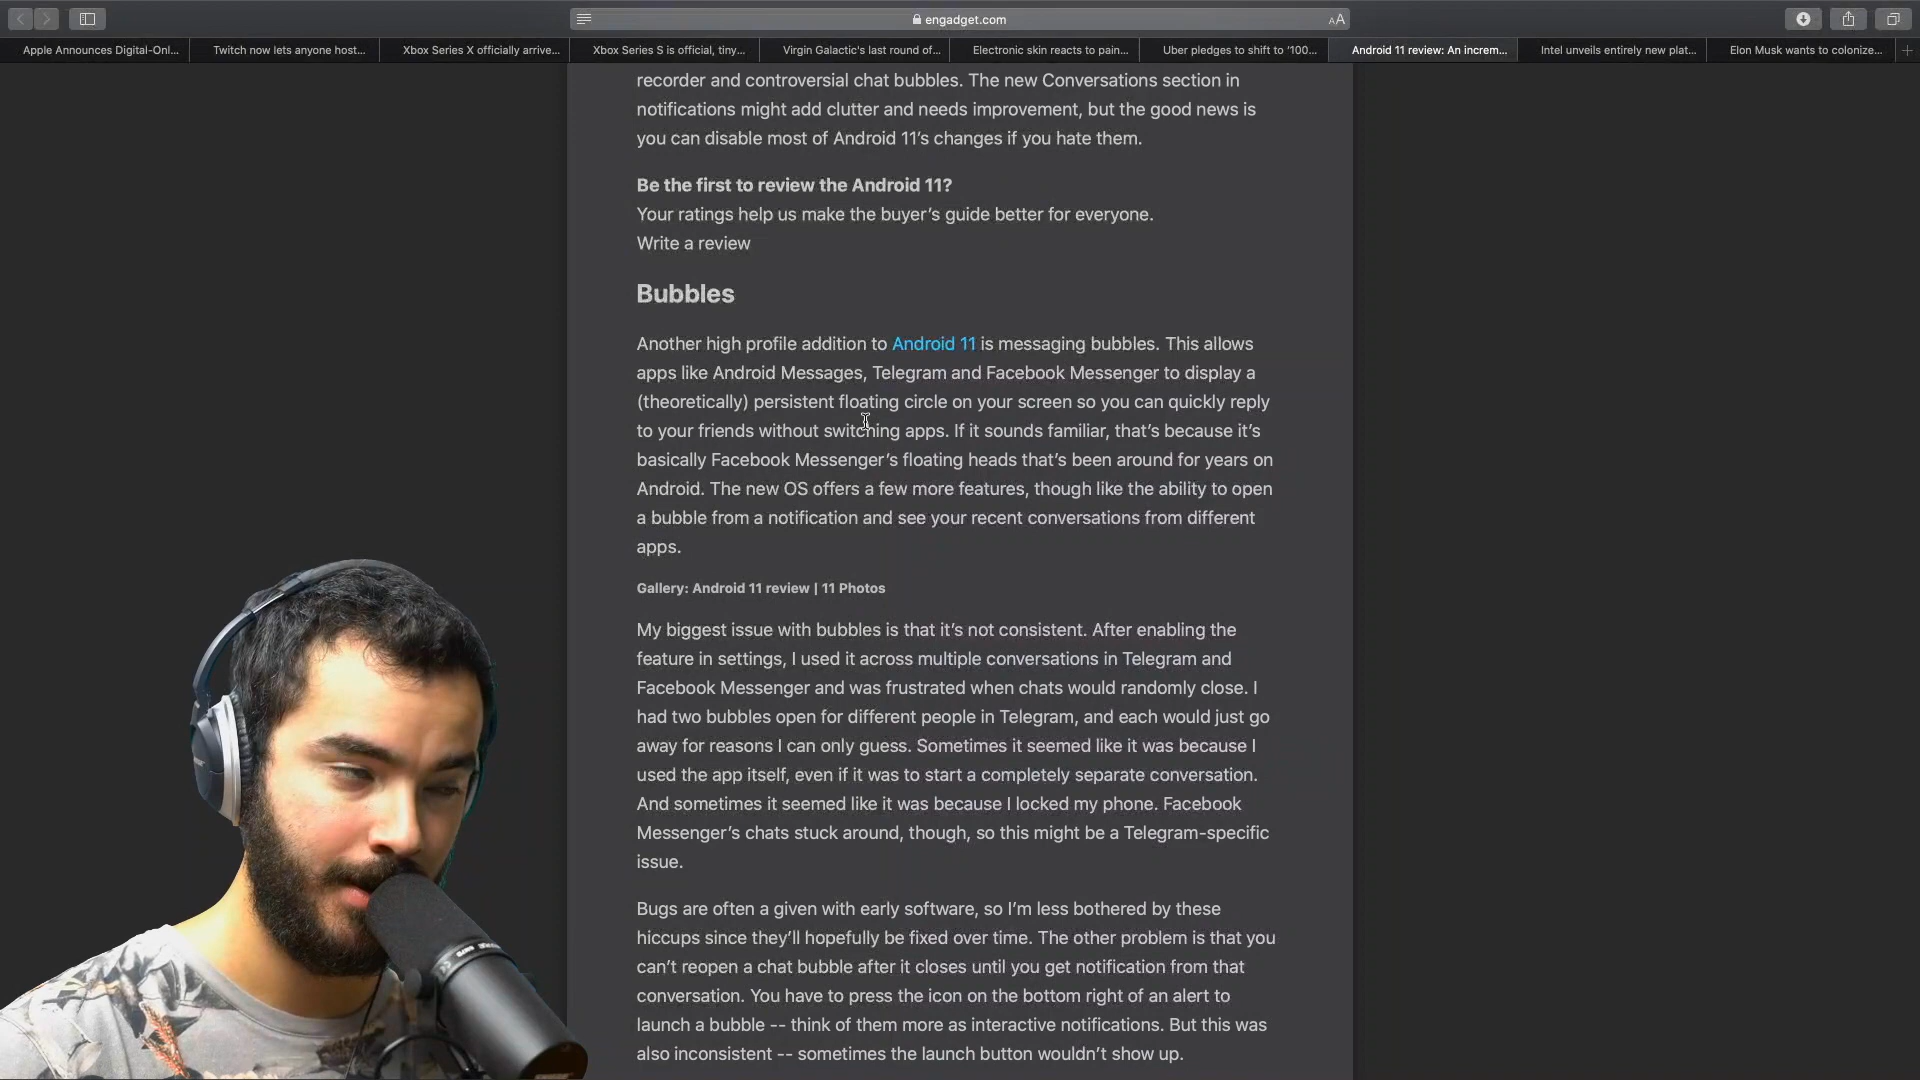 engadget.com
AA
Apple Announces Digital-Onl...
Twitch now lets anyone host...
Xbox Series X officially arrive...
Xbox Series S is official, tiny...
Virgin Galactic's last round of...
Electronic skin reacts to pain...
Uber pledges to shift to '100...
Android 11 review: An increm...
Intel unveils entirely new plat...
Elon Musk wants to colonize...
recorder and controversial chat bubbles. The new Conversations section in
notifications might add clutter and needs improvement, but the good news is
you can disable most of Android 11’s changes if you hate them.
Be the first to review the Android 11?
Your ratings help us make the buyer’s guide better for everyone.
Write a review
Bubbles
Another high profile addition to Android 11 is messaging bubbles. This allows
apps like Android Messages, Telegram and Facebook Messenger to display a
(theoretically) persistent floating circle on your screen so you can quickly reply
to your friends without switching apps. If it sounds familiar, that’s because it’s
basically Facebook Messenger’s floating heads that’s been around for years on
Android. The new OS offers a few more features, though like the ability to open
a bubble from a notification and see your recent conversations from different
apps.
Gallery: Android 11 review | 11 Photos
My biggest issue with bubbles is that it’s not consistent. After enabling the
feature in settings, I used it across multiple conversations in Telegram and
Facebook Messenger and was frustrated when chats would randomly close. I
had two bubbles open for different people in Telegram, and each would just go
away for reasons I can only guess. Sometimes it seemed like it was because I
used the app itself, even if it was to start a completely separate conversation.
And sometimes it seemed like it was because I locked my phone. Facebook
Messenger’s chats stuck around, though, so this might be a Telegram-specific
issue.
Bugs are often a given with early software, so I’m less bothered by these
hiccups since they’ll hopefully be fixed over time. The other problem is that you
can’t reopen a chat bubble after it closes until you get notification from that
conversation. You have to press the icon on the bottom right of an alert to
launch a bubble -- think of them more as interactive notifications. But this was
also inconsistent -- sometimes the launch button wouldn’t show up.